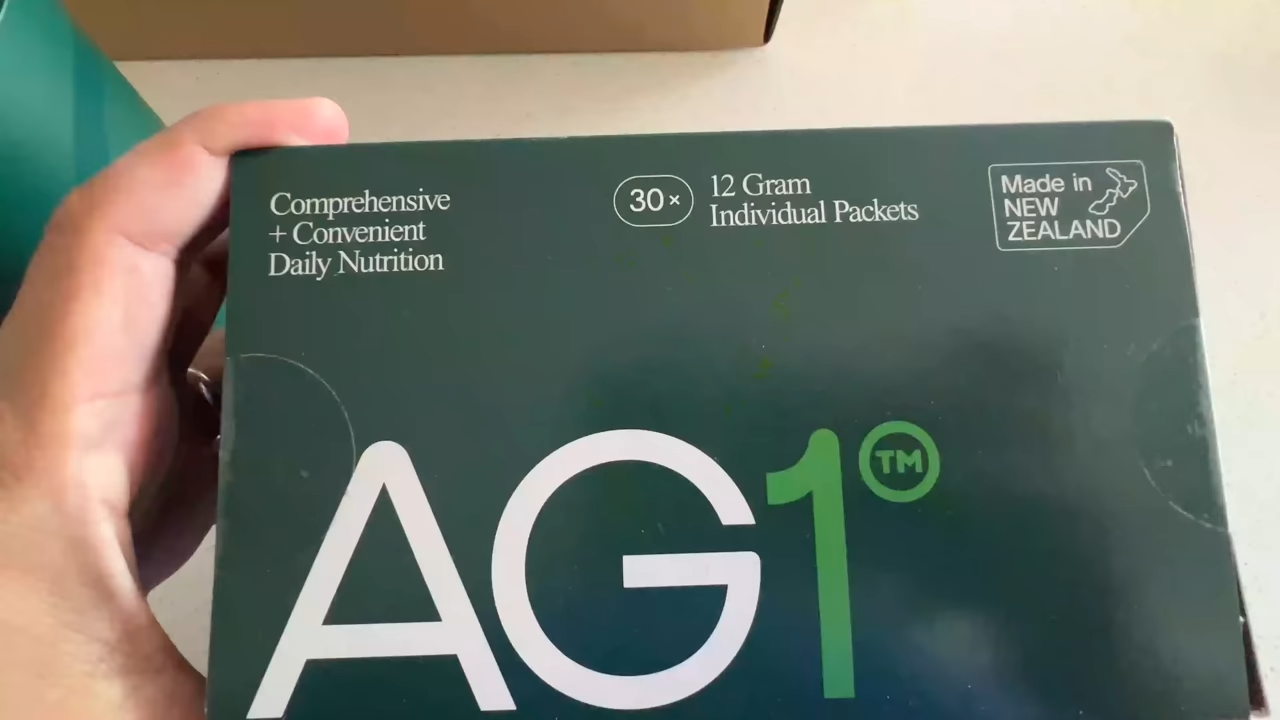 Comprehensive
+ Convenient
Daily Nutrition
30×
12 Gram
Individual Packets
Made in
NEW
ZEALAND
AG1 TM